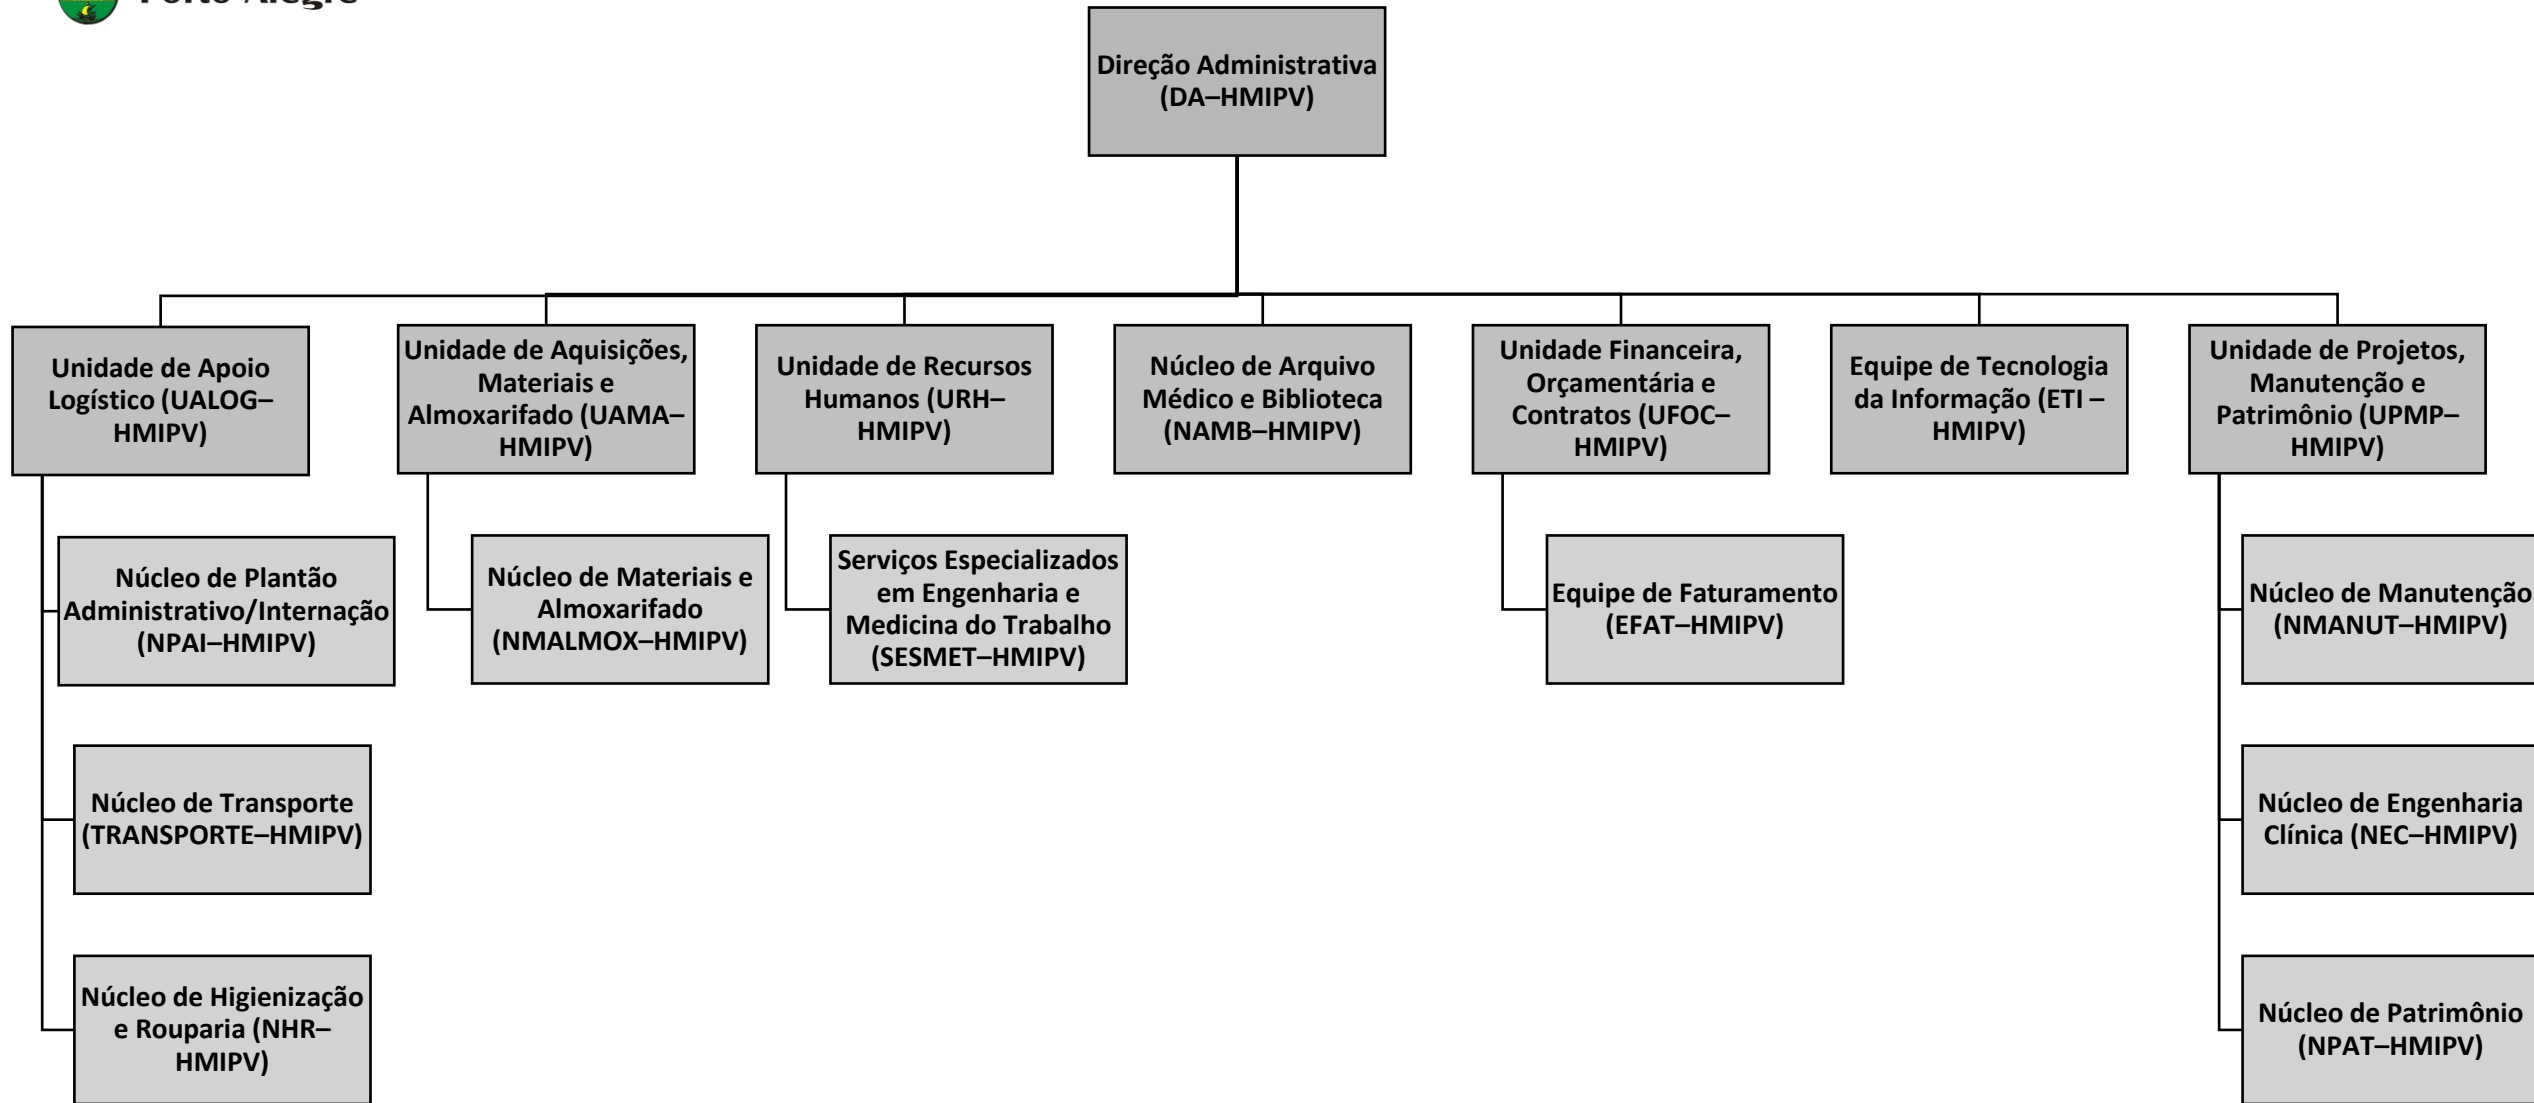 Porto Alegre
Direção Administrativa
(DA–HMIPV)
Unidade de Apoio
Logístico (UALOG–
HMIPV)
Unidade de Aquisições,
Materiais e
Almoxarifado (UAMA–
HMIPV)
Unidade de Recursos
Humanos (URH–
HMIPV)
Núcleo de Arquivo
Médico e Biblioteca
(NAMB–HMIPV)
Unidade Financeira,
Orçamentária e
Contratos (UFOC–
HMIPV)
Equipe de Tecnologia
da Informação (ETI –
HMIPV)
Unidade de Projetos,
Manutenção e
Patrimônio (UPMP–
HMIPV)
Núcleo de Plantão
Administrativo/Internação
(NPAI–HMIPV)
Núcleo de Materiais e
Almoxarifado
(NMALMOX–HMIPV)
Serviços Especializados
em Engenharia e
Medicina do Trabalho
(SESMET–HMIPV)
Equipe de Faturamento
(EFAT–HMIPV)
Núcleo de Manutenção
(NMANUT–HMIPV)
Núcleo de Transporte
(TRANSPORTE–HMIPV)
Núcleo de Engenharia
Clínica (NEC–HMIPV)
Núcleo de Higienização
e Rouparia (NHR–
HMIPV)
Núcleo de Patrimônio
(NPAT–HMIPV)